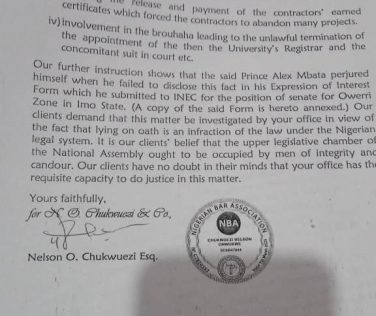 the release and payment of the contractors' earned
certificates which forced the contractors to abandon many projects.
iv) involvement in the brouhaha leading to the unlawful termination of
the appointment of the then the University's Registrar and the
concomitant suit in court etc.
Our further instruction shows that the said Prince Alex Mbata perjured
himself when he failed to disclose this fact in his Expression of Interest
Form which he submitted to INEC for the position of senate for Owerri
Zone in Imo State. (A copy of the said Form is hereto annexed.) Our
clients demand that this matter be investigated by your office in view of
the fact that lying on oath is an infraction of the law under the Nigerian
legal system. It is our clients' belief that the upper legislative chamber of
the National Assembly ought to be occupied by men of integrity and
candour. Our clients have no doubt in their minds that your office has the
requisite capacity to do justice in this matter.
Yours faithfully,
for N. O. Chukwuezi & Co,
Nelson O. Chukwuezi Esq.
NIGERIAN BAR ASSOCIATION
NBA
CHUKWUEZI NELSON